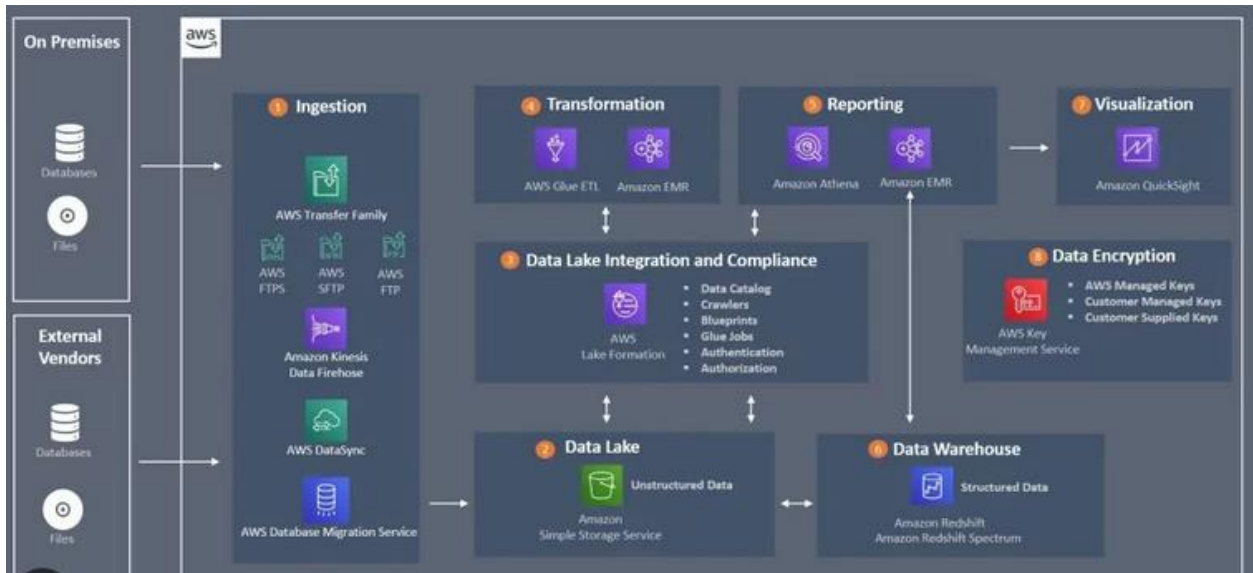 On Premises
Databases
Files
External
Vendors
Databases
Files
aws
1 Ingestion
AWS Transfer Family
AWS
FTPS
AWS
SFTP
AWS
FTP
Amazon Kinesis
Data Firehose
AWS DataSync
AWS Database Migration Service
4 Transformation
AWS Glue ETL
Amazon EMR
5 Reporting
Amazon Athena
Amazon EMR
7 Visualization
Amazon QuickSight
3 Data Lake Integration and Compliance
AWS
Lake Formation
• Data Catalog
• Crawlers
• Blueprints
• Glue Jobs
• Authentication
• Authorization
8 Data Encryption
AWS Key
Management Service
• AWS Managed Keys
• Customer Managed Keys
• Customer Supplied Keys
2 Data Lake
Unstructured Data
Amazon
Simple Storage Service
6 Data Warehouse
Structured Data
Amazon Redshift
Amazon Redshift Spectrum